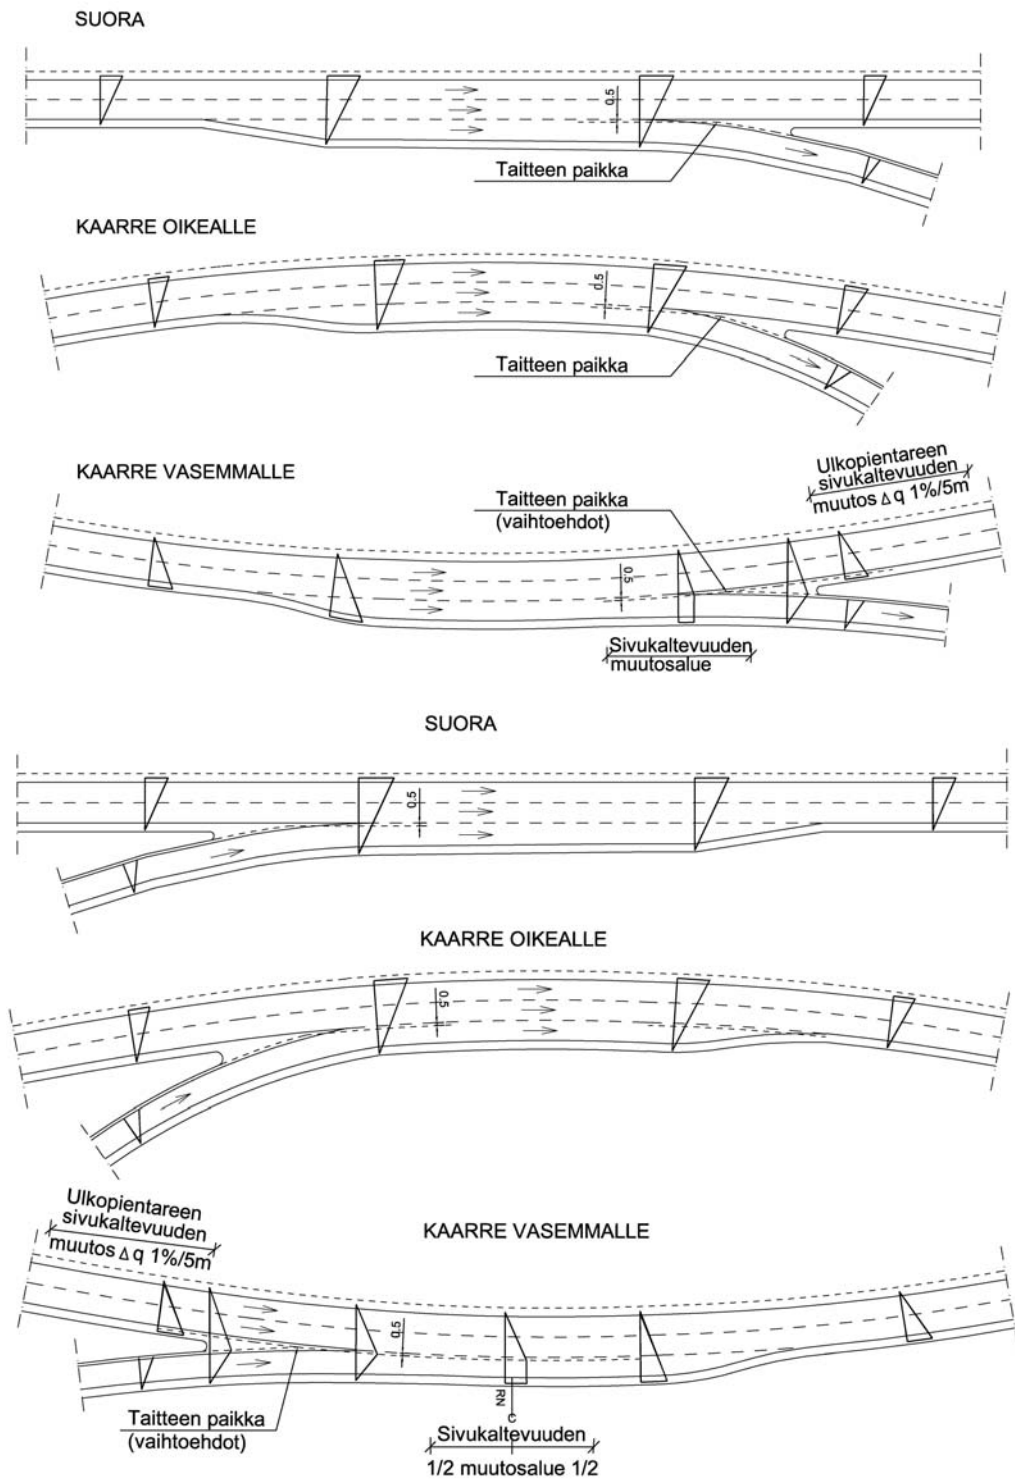 SUORA
0.5
Taitteen paikka
KAARRE OIKEALLE
0.5
Taitteen paikka
KAARRE VASEMMALLE
Ulkopientareen
sivukaltevuuden
muutos Δ q 1%/5m
Taitteen paikka
(vaihtoehdot)
0.5
Sivukaltevuuden
muutosalue
SUORA
0.5
KAARRE OIKEALLE
0.5
Ulkopientareen
sivukaltevuuden
muutos Δ q 1%/5m
KAARRE VASEMMALLE
0.5
Taitteen paikka
(vaihtoehdot)
RN
C
Sivukaltevuuden
1/2 muutosalue 1/2